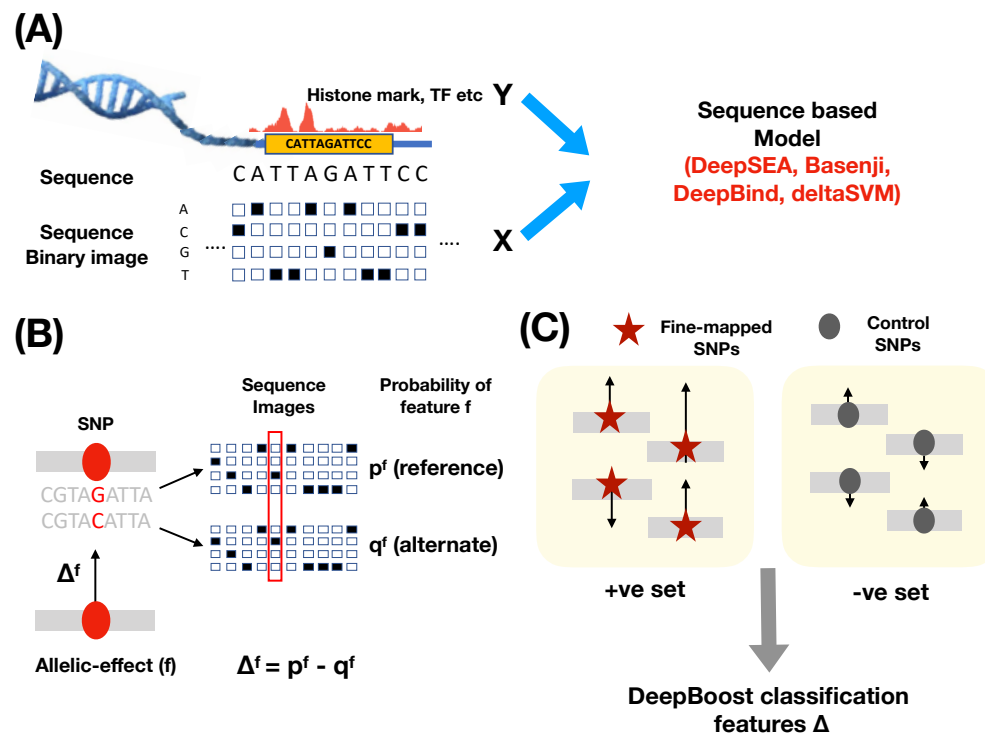 (A)
Histone mark, TF etc Y
CATTAGATTCC
Sequence
C A T T A G A T T C C
Sequence
Binary image
A
C
G
T
....
....
X
Sequence based
Model
(DeepSEA, Basenji,
DeepBind, deltaSVM)
(B)
SNP
CGTAGATTA
CGTACATTA
Δf
Allelic-effect (f)
Sequence
Images
Probability of
feature f
pf (reference)
qf (alternate)
Δf = pf - qf
(C)
Fine-mapped
SNPs
Control
SNPs
+ve set
-ve set
DeepBoost classification
features Δ